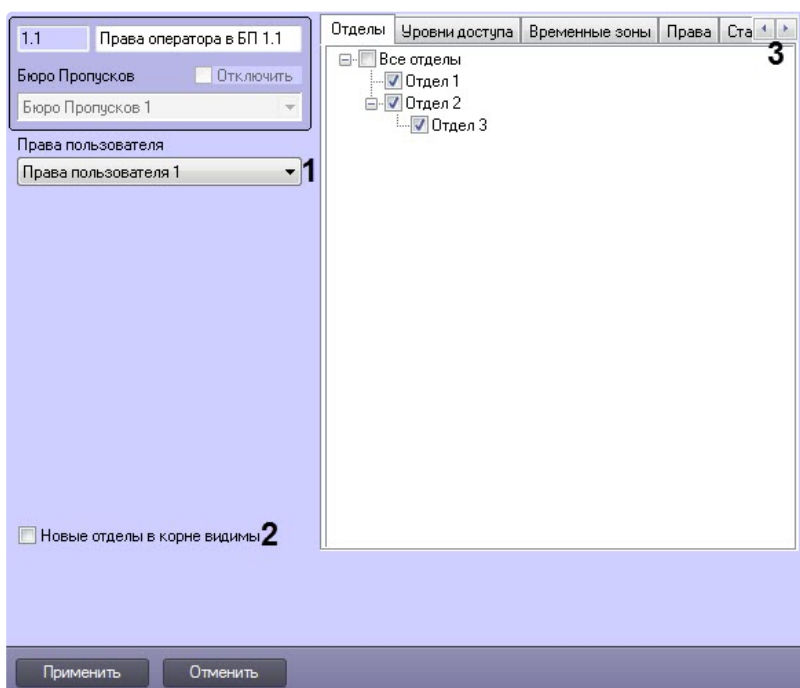 1.1 Права оператора в БП 1.1
Бюро Пропусков Отключить
Бюро Пропусков 1
Права пользователя
Права пользователя 1 1
Новые отделы в корне видимы 2
Отделы Уровни доступа Временные зоны Права Ста
3
Все отделы
Отдел 1
Отдел 2
Отдел 3
Применить Отменить